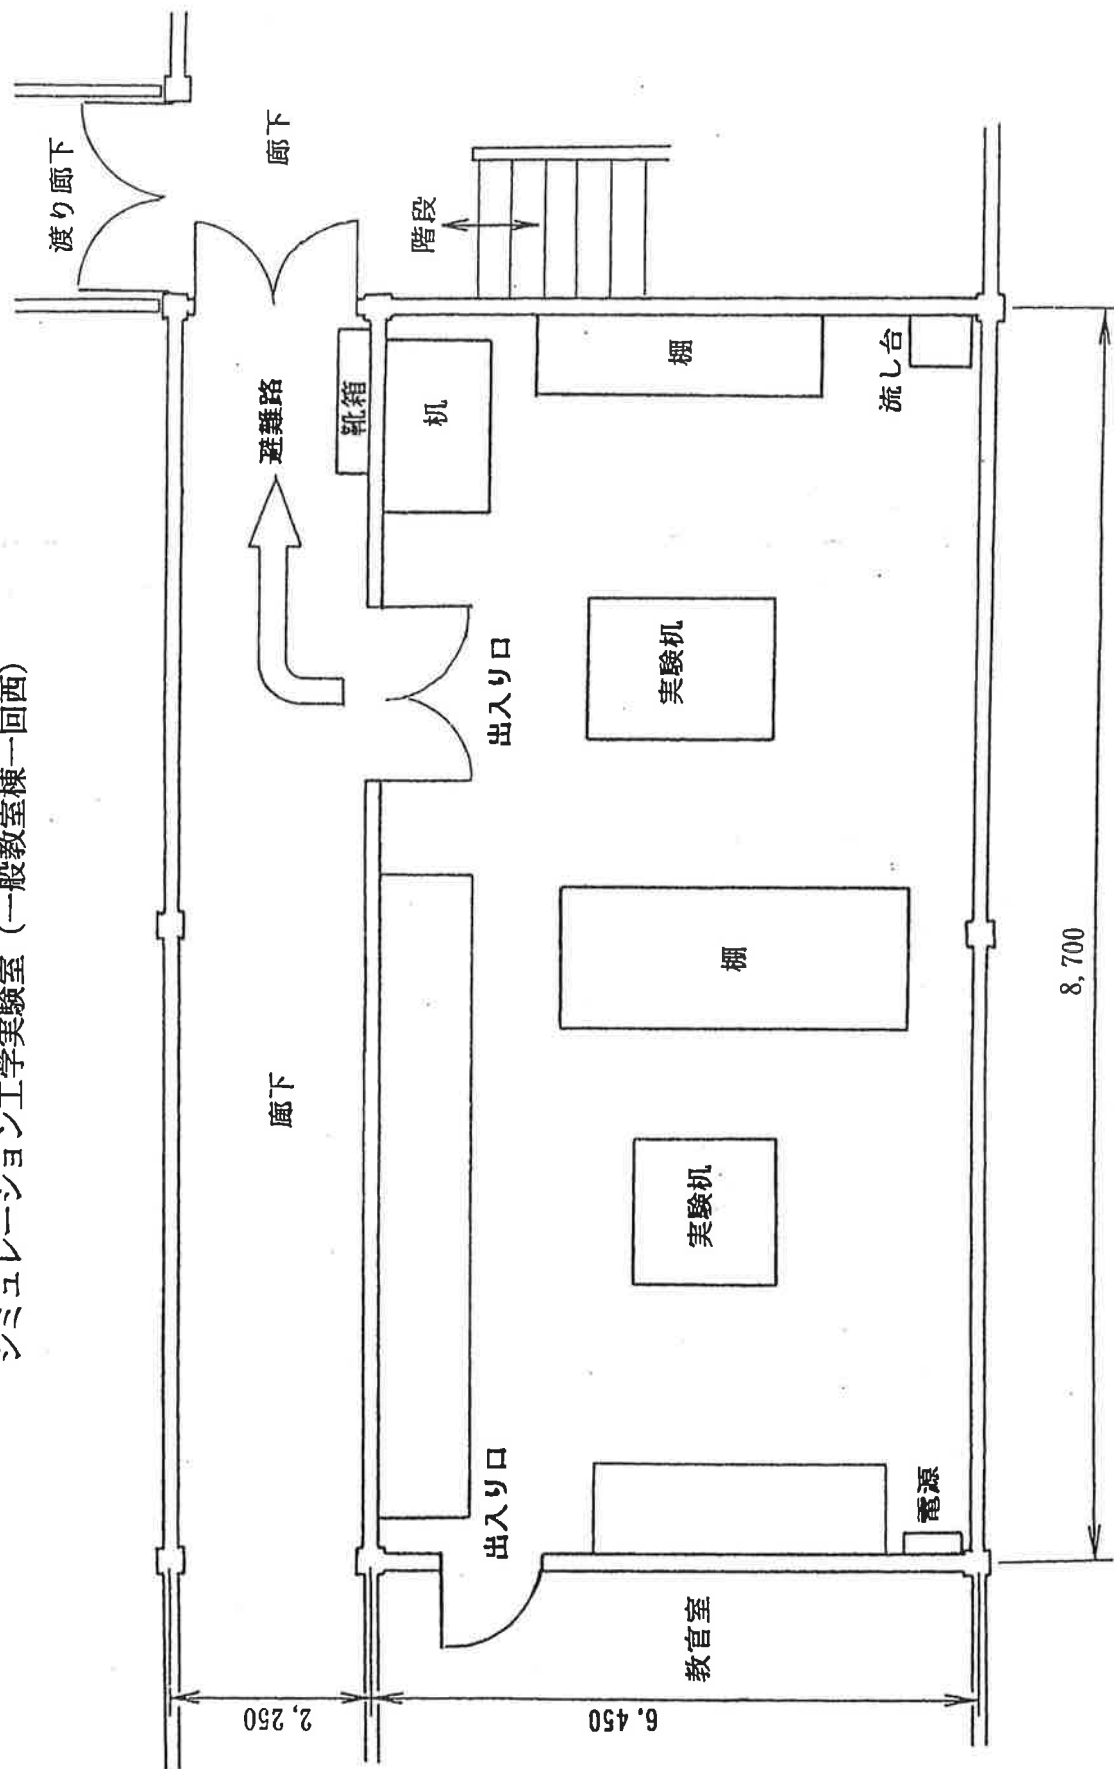 シミュレーション工学実験室(一般教室棟一回西)
渡り廊下
廊下
階段
避難路
靴箱
机
棚
流し台
出入り口
実験机
棚
廊下
実験机
出入り口
電源
教官室
2,250
6,450
8,700